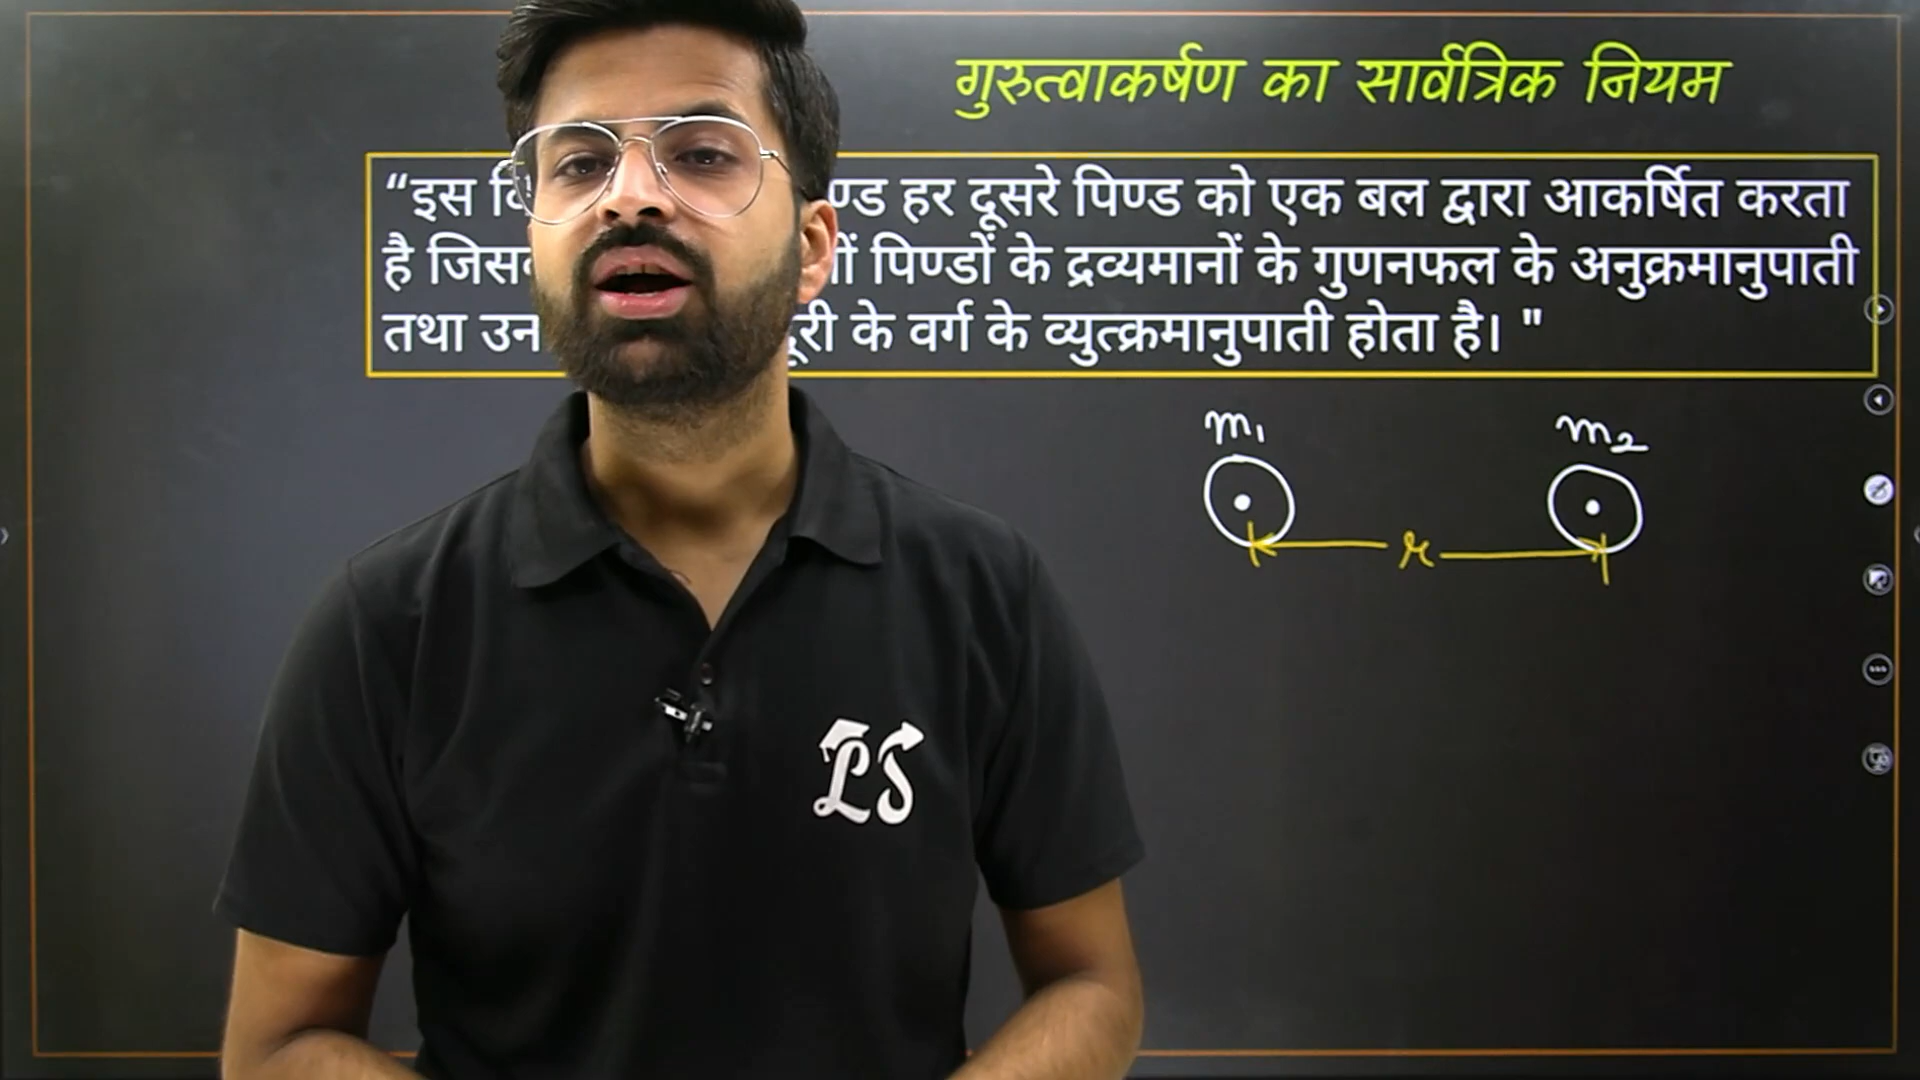 गुरुत्वाकर्षण का सार्वत्रिक नियम
“इस हर दूसरे पिण्ड को एक बल द्वारा आकर्षित करता
है पिण्डों के द्रव्यमानों के गुणनफल के अनुक्रमानुपाती
तथा के वर्ग के व्युत्क्रमानुपाती होता है। "
m1 m2
r
LS